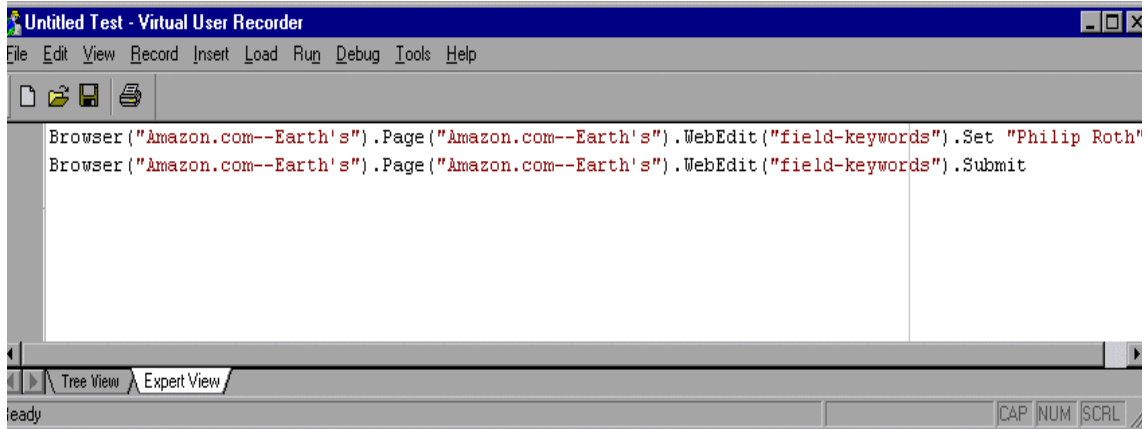 Untitled Test - Virtual User Recorder
File Edit View Record Insert Load Run Debug Tools Help
Browser("Amazon.com--Earth's").Page("Amazon.com--Earth's").WebEdit("field-keywords").Set "Philip Roth"
Browser("Amazon.com--Earth's").Page("Amazon.com--Earth's").WebEdit("field-keywords").Submit
Tree View Expert View
Ready CAP NUM SCRL